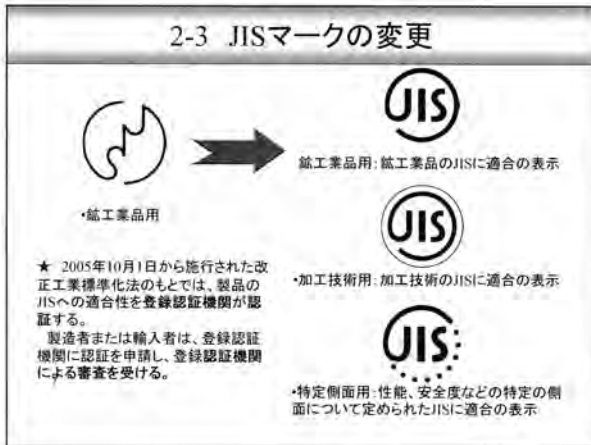 2-3 JISマークの変更
・鉱工業品用
★ 2005年10月1日から施行された改
正工業標準化法のもとでは、製品の
JISへの適合性を登録認証機関が認
証する。
製造者または輸入者は、登録認証
機関に認証を申請し、登録認証機関
による審査を受ける。
JIS
鉱工業品用:鉱工業品のJISに適合の表示
JIS
・加工技術用:加工技術のJISに適合の表示
JIS
・特定側面用:性能、安全度などの特定の側
面について定められたJISに適合の表示